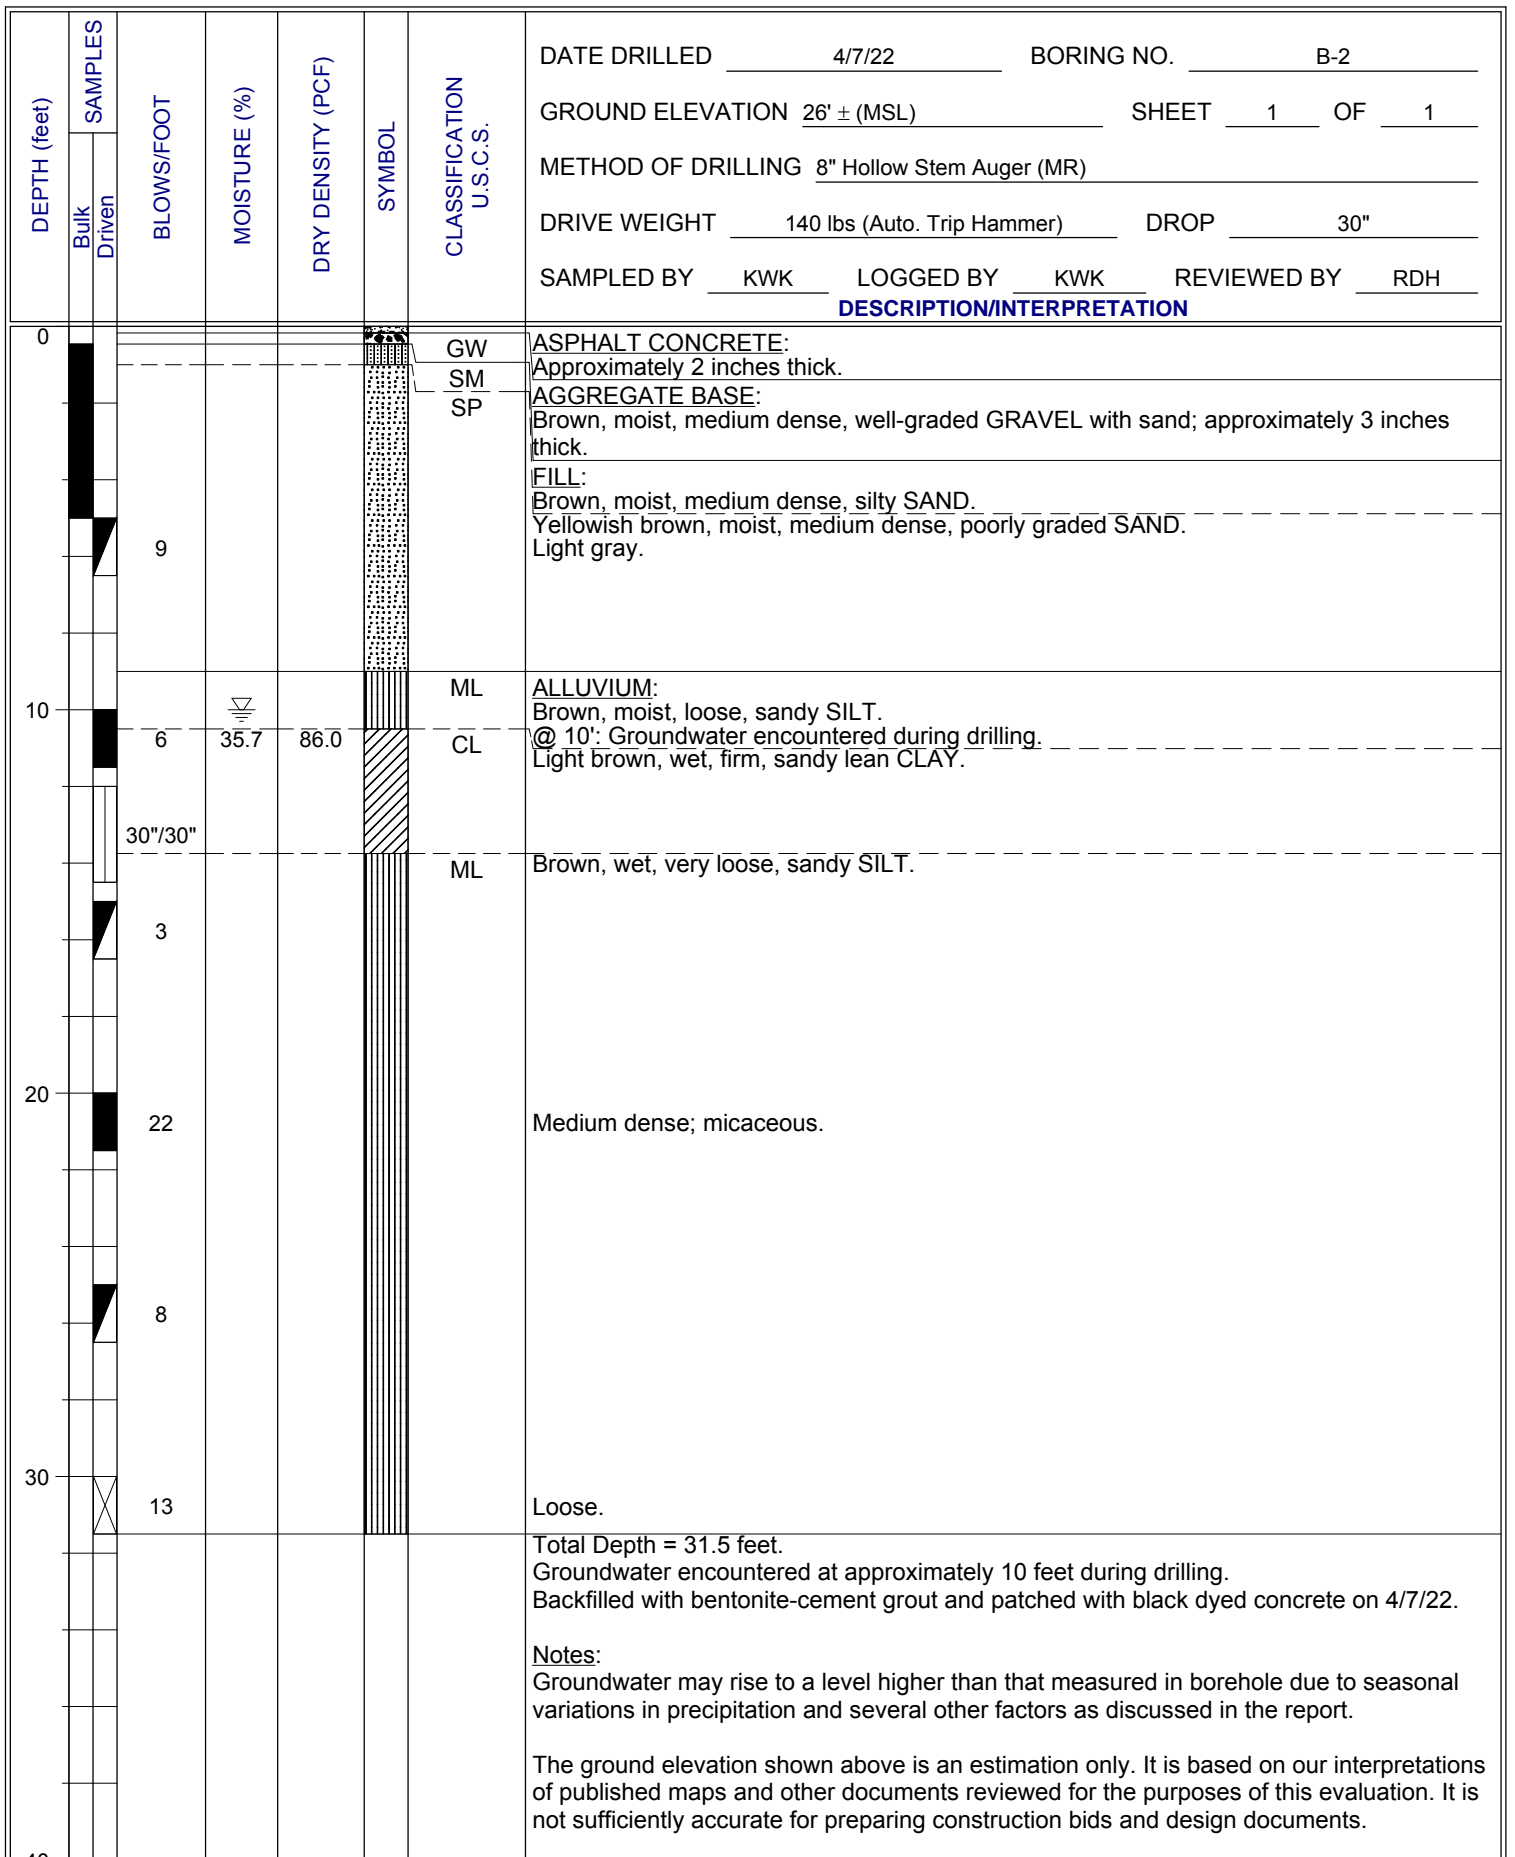 DEPTH (feet)
SAMPLES
Bulk
Driven
BLOWS/FOOT
MOISTURE (%)
DRY DENSITY (PCF)
SYMBOL
CLASSIFICATION
U.S.C.S.
DATE DRILLED 4/7/22 BORING NO. B-2
GROUND ELEVATION 26' ± (MSL) SHEET 1 OF 1
METHOD OF DRILLING 8" Hollow Stem Auger (MR)
DRIVE WEIGHT 140 lbs (Auto. Trip Hammer) DROP 30"
SAMPLED BY KWK LOGGED BY KWK REVIEWED BY RDH
DESCRIPTION/INTERPRETATION
0
GW
SM
SP
ASPHALT CONCRETE:
Approximately 2 inches thick.
AGGREGATE BASE:
Brown, moist, medium dense, well-graded GRAVEL with sand; approximately 3 inches
thick.
FILL:
Brown, moist, medium dense, silty SAND.
Yellowish brown, moist, medium dense, poorly graded SAND.
9 Light gray.
ML ALLUVIUM:
10 Brown, moist, loose, sandy SILT.
6 35.7 86.0 @ 10': Groundwater encountered during drilling.
CL Light brown, wet, firm, sandy lean CLAY.
30"/30"
ML Brown, wet, very loose, sandy SILT.
3
20
22 Medium dense; micaceous.
8
30
13 Loose.
Total Depth = 31.5 feet.
Groundwater encountered at approximately 10 feet during drilling.
Backfilled with bentonite-cement grout and patched with black dyed concrete on 4/7/22.
Notes:
Groundwater may rise to a level higher than that measured in borehole due to seasonal
variations in precipitation and several other factors as discussed in the report.
The ground elevation shown above is an estimation only. It is based on our interpretations
of published maps and other documents reviewed for the purposes of this evaluation. It is
not sufficiently accurate for preparing construction bids and design documents.